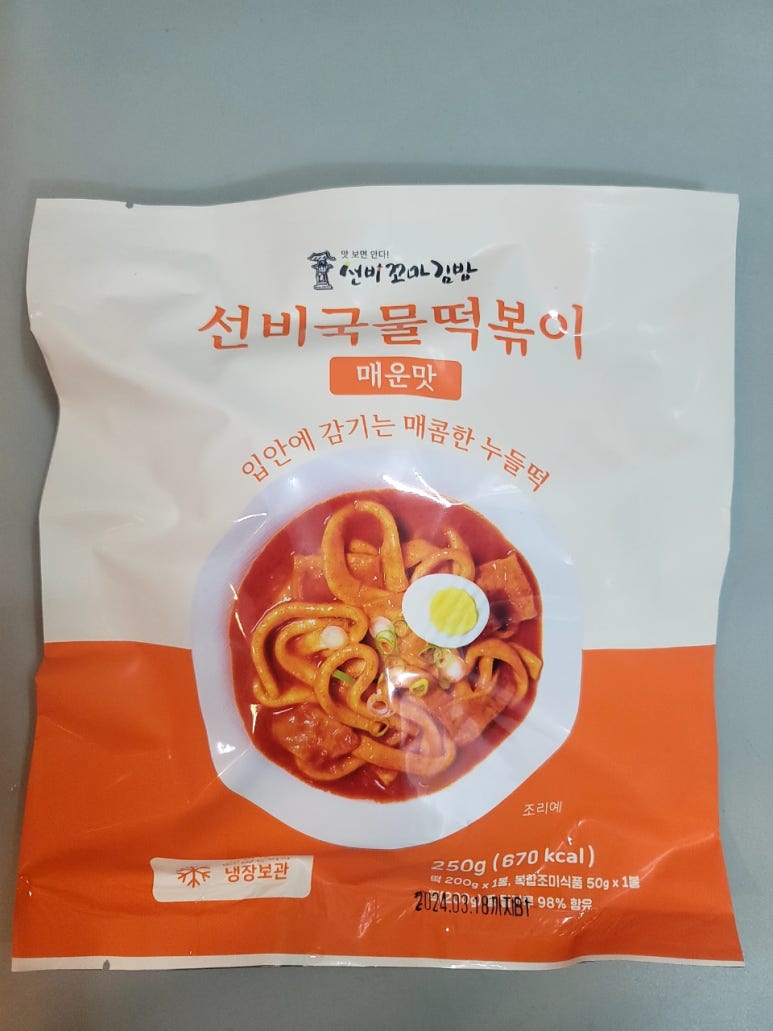 맛 보면 안다!
선비꼬마김밥
선비국물떡볶이
매운맛
입안에 감기는 매콤한 누들떡
조리예
냉장보관
250g (670 kcal)
떡 200g x 1봉, 복합조미식품 50g x 1봉
98% 함유
2024.03.18까지BT